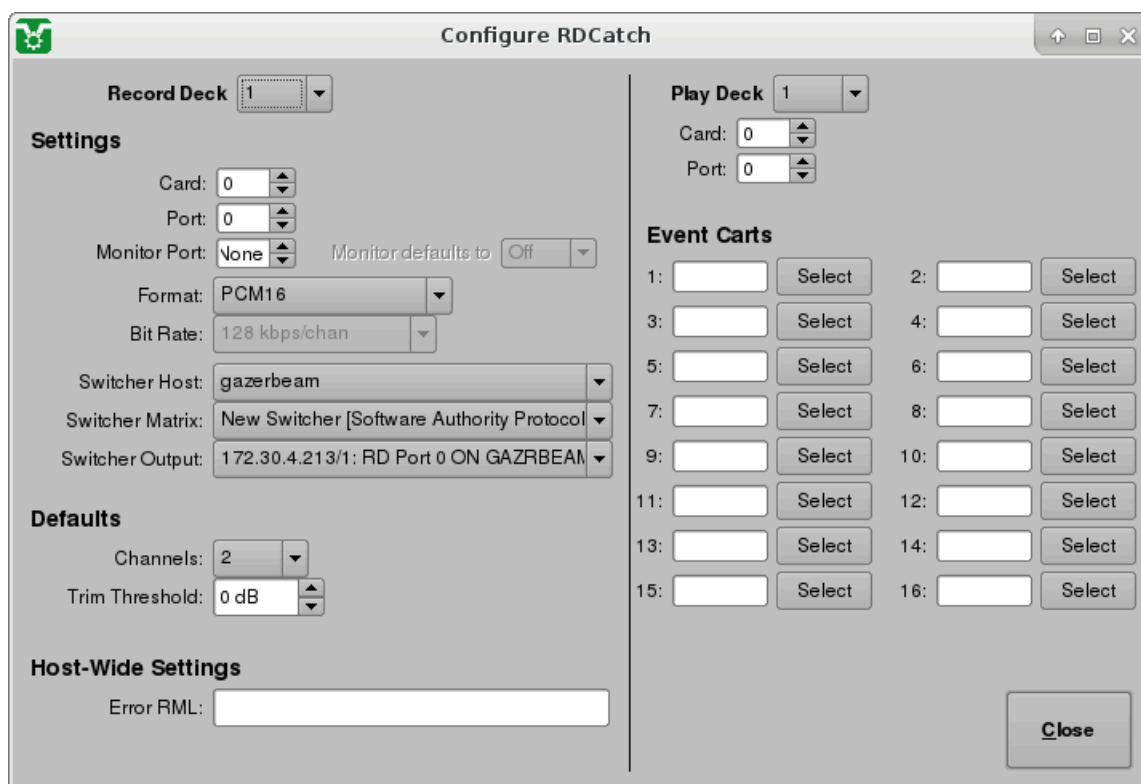 Configure RDCatch
Record Deck 1
Settings
Card: 0
Port: 0
Monitor Port: None Monitor defaults to Off
Format: PCM16
Bit Rate: 128 kbps/chan
Switcher Host: gazerbeam
Switcher Matrix: New Switcher [Software Authority Protocol
Switcher Output: 172.30.4.213/1: RD Port 0 ON GAZRBEAM
Defaults
Channels: 2
Trim Threshold: 0 dB
Host-Wide Settings
Error RML:
Play Deck 1
Card: 0
Port: 0
Event Carts
1: Select 2: Select
3: Select 4: Select
5: Select 6: Select
7: Select 8: Select
9: Select 10: Select
11: Select 12: Select
13: Select 14: Select
15: Select 16: Select
Close